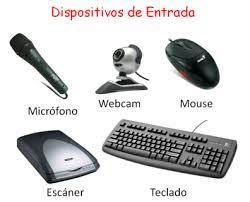 Dispositivos de Entrada
Micrófono
Webcam
Mouse
Escáner
Teclado